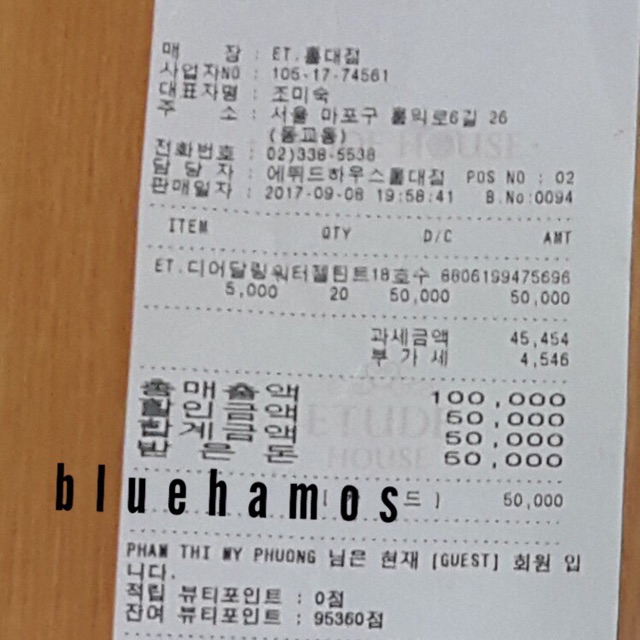 매 장 : ET.홀대점
사업자NO : 105-17-74561
대표자명 : 조미숙
주 소 : 서울 마포구 홀익로6길 26
(동교동)
전화번호 : 02)338-5538
담 당 자 : 에뛰드하우스홀대점 POS NO : 02
판매일자 : 2017-09-08 19:58:41 B.No:0094
ITEM QTY D/C AMT
ET.디어달링워터젤틴트18호수 8806199475696
5,000 20 50,000 50,000
과세금액 45,454
부 가 세 4,546
총매출액 100,000
할인금액 50,000
판계금액 50,000
받 은 돈 50,000
ETUDE HOUSE
bluehamos
드 ) 50,000
PHAM THI MY PHUONG 님은 현재 [GUEST] 회원 입
니다.
적립 뷰티포인트 : 0점
잔여 뷰티포인트 : 95360점